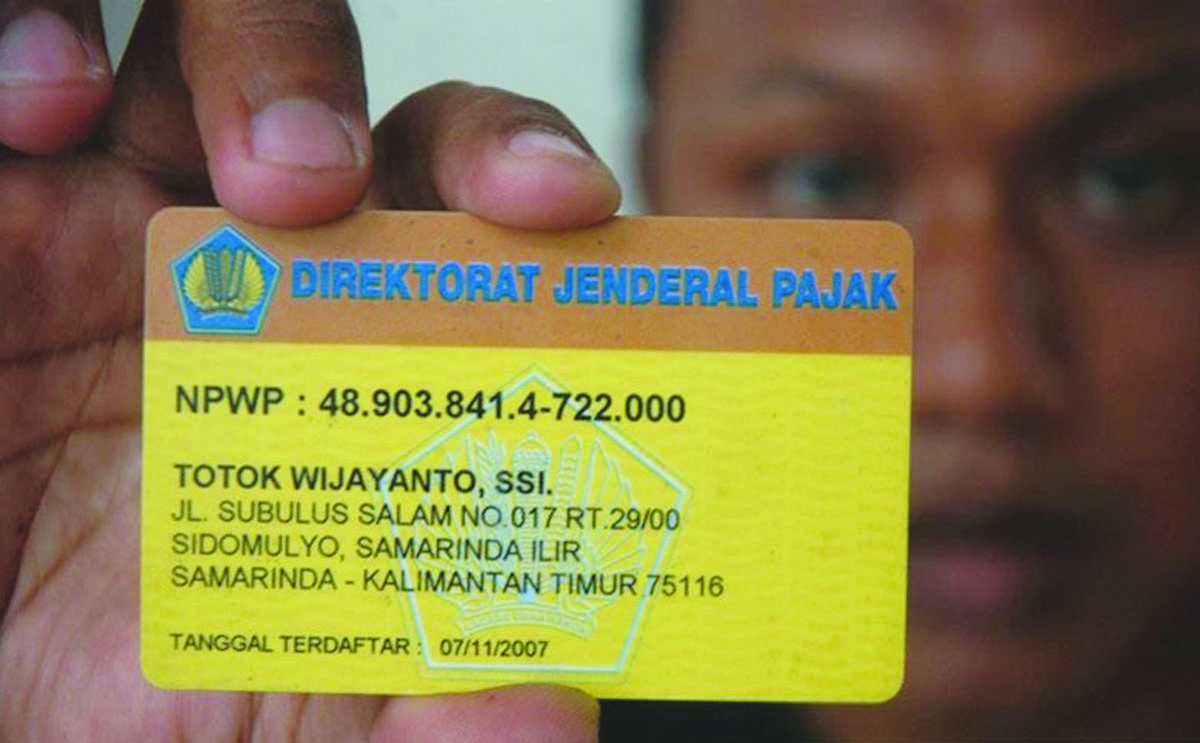 DIREKTORAT JENDERAL PAJAK
NPWP : 48.903.841.4-722.000
TOTOK WIJAYANTO, SSI.
JL. SUBULUS SALAM NO.017 RT.29/00
SIDOMULYO, SAMARINDA ILIR
SAMARINDA - KALIMANTAN TIMUR 75116
TANGGAL TERDAFTAR : 07/11/2007